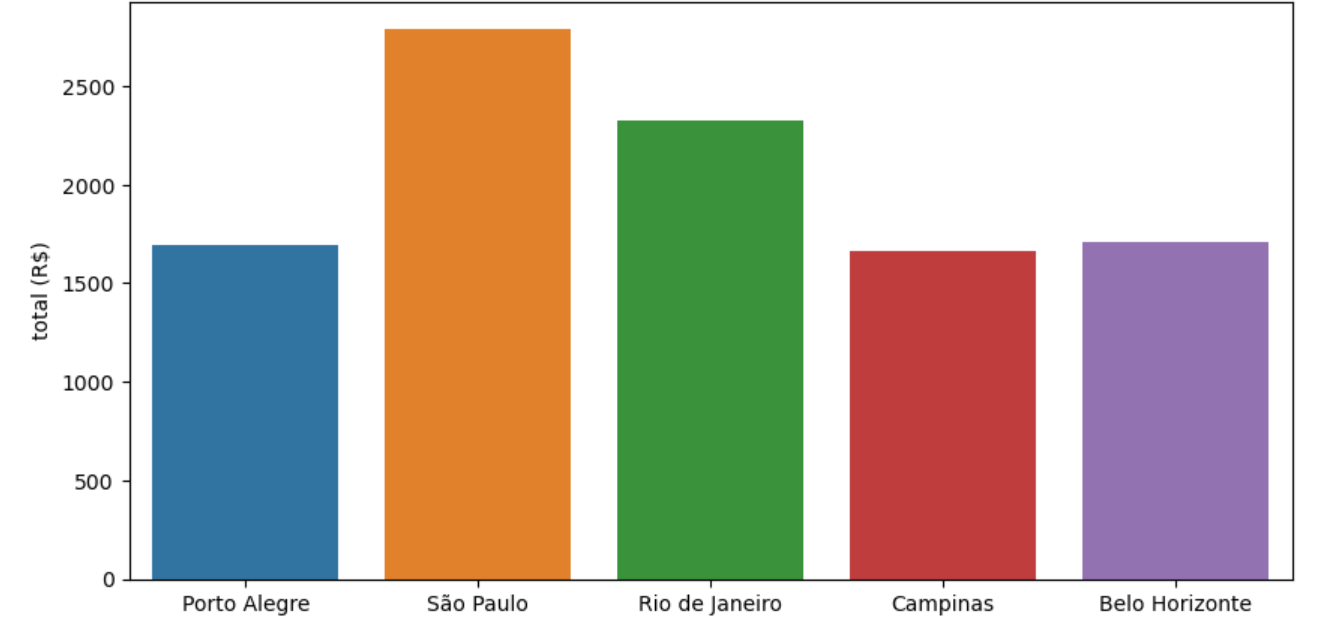 total (R$)
2500
2000
1500
1000
500
0
Porto Alegre
São Paulo
Rio de Janeiro
Campinas
Belo Horizonte